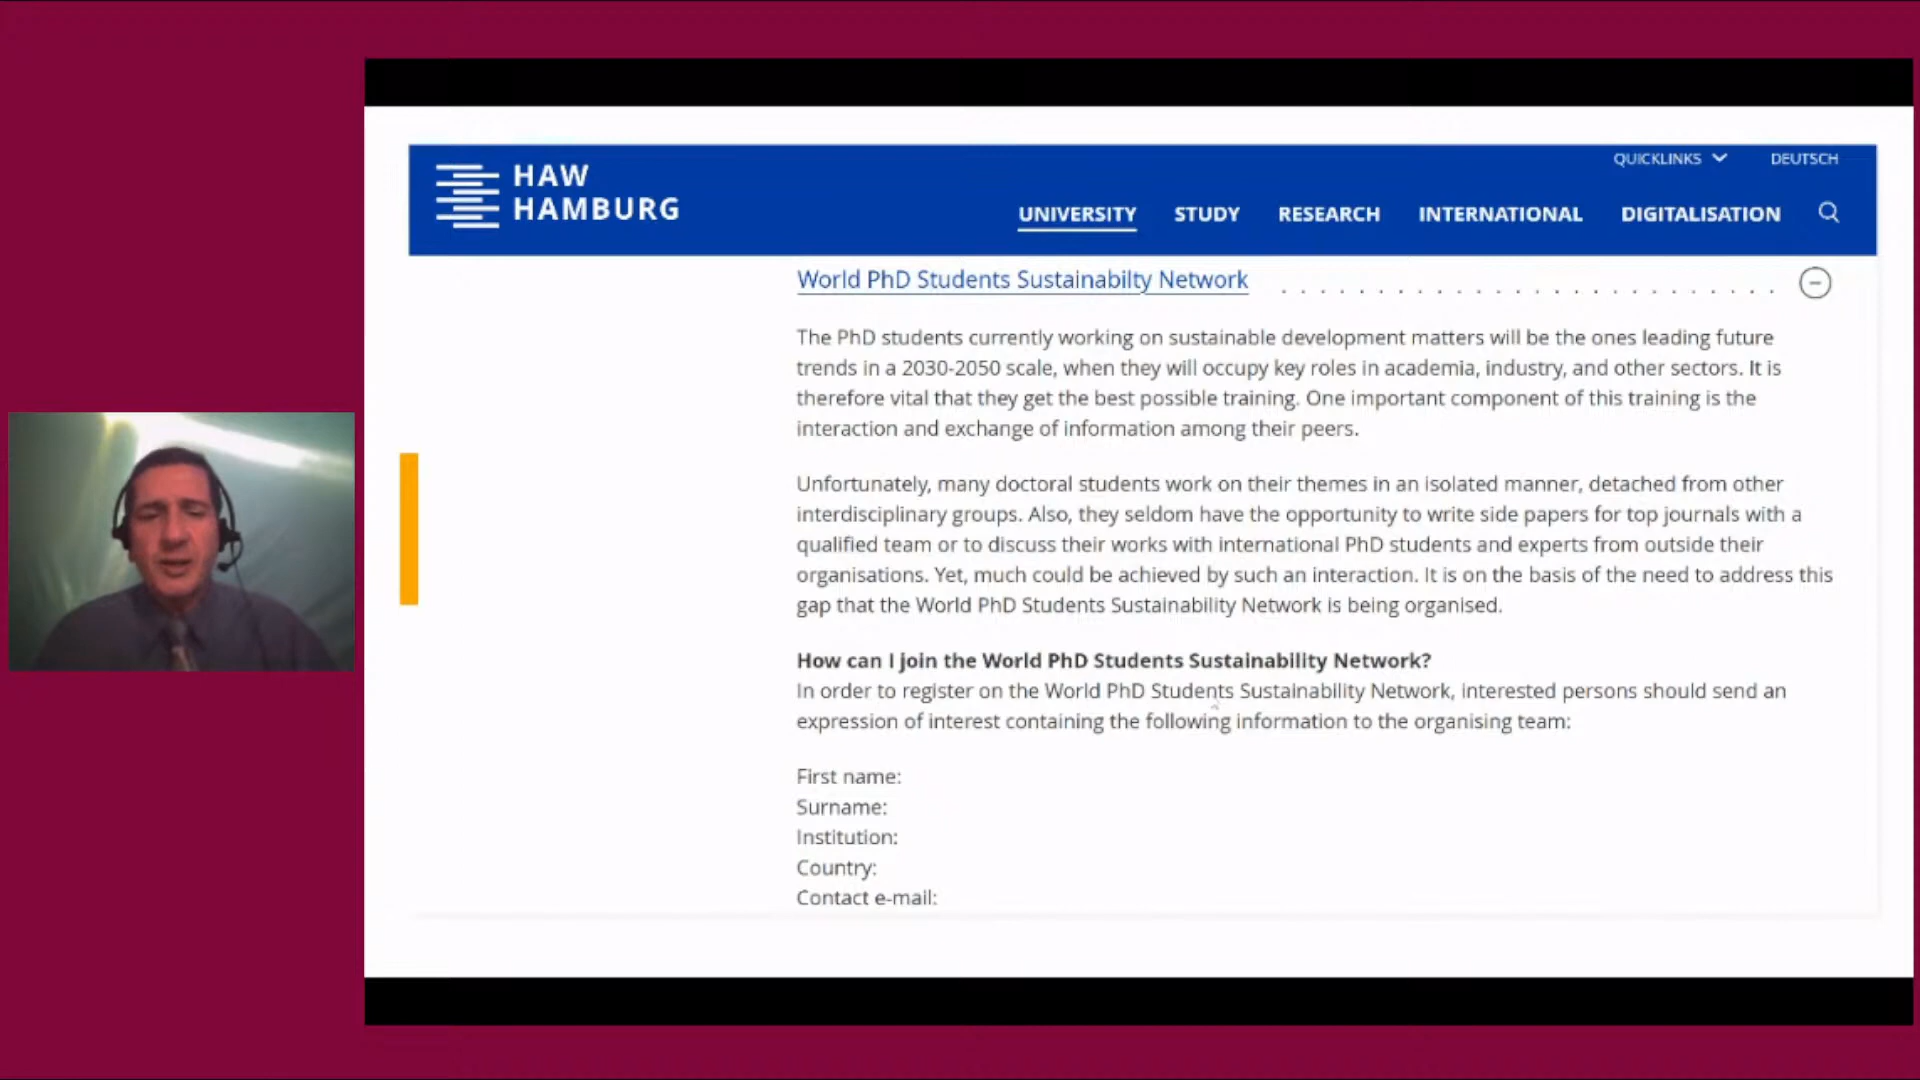 HAW
HAMBURG
QUICKLINKS
DEUTSCH
UNIVERSITY
STUDY
RESEARCH
INTERNATIONAL
DIGITALISATION
World PhD Students Sustainabilty Network
The PhD students currently working on sustainable development matters will be the ones leading future
trends in a 2030-2050 scale, when they will occupy key roles in academia, industry, and other sectors. It is
therefore vital that they get the best possible training. One important component of this training is the
interaction and exchange of information among their peers.
Unfortunately, many doctoral students work on their themes in an isolated manner, detached from other
interdisciplinary groups. Also, they seldom have the opportunity to write side papers for top journals with a
qualified team or to discuss their works with international PhD students and experts from outside their
organisations. Yet, much could be achieved by such an interaction. It is on the basis of the need to address this
gap that the World PhD Students Sustainability Network is being organised.
How can I join the World PhD Students Sustainability Network?
In order to register on the World PhD Students Sustainability Network, interested persons should send an
expression of interest containing the following information to the organising team:
First name:
Surname:
Institution:
Country:
Contact e-mail: